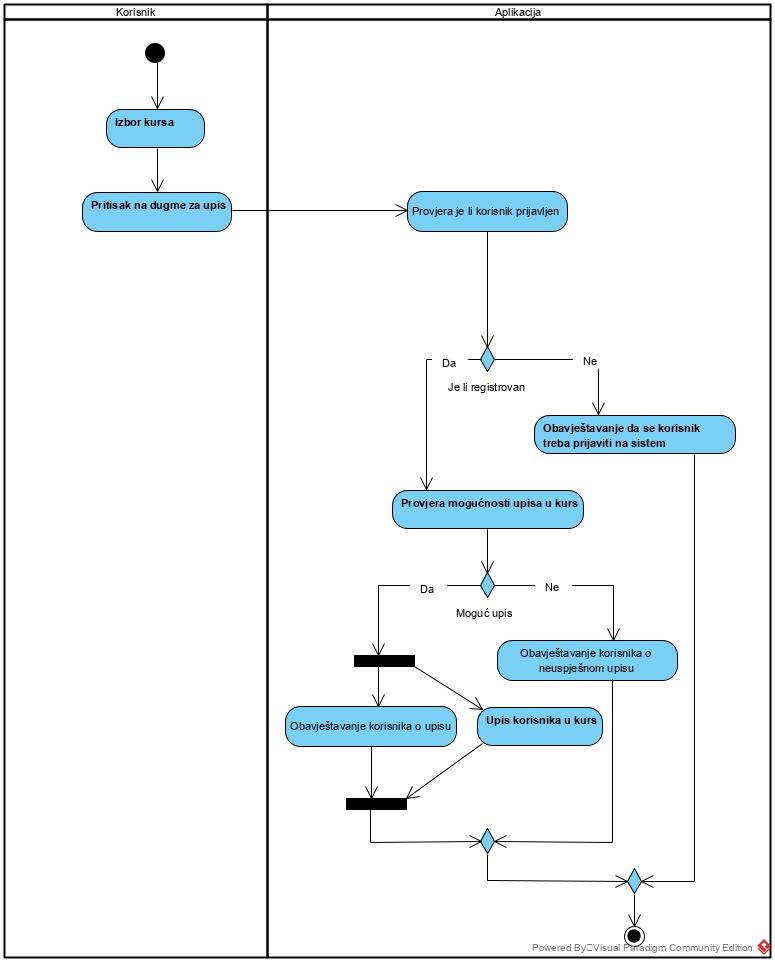 Korisnik
Aplikacija
Izbor kursa
Pritisak na dugme za upis
Provjera je li korisnik prijavljen
Da
Ne
Je li registrovan
Obavještavanje da se korisnik
treba prijaviti na sistem
Provjera mogućnosti upisa u kurs
Da
Ne
Moguć upis
Obavještavanje korisnika o
neuspješnom upisu
Obavještavanje korisnika o upisu
Upis korisnika u kurs
Powered By Visual Paradigm Community Edition